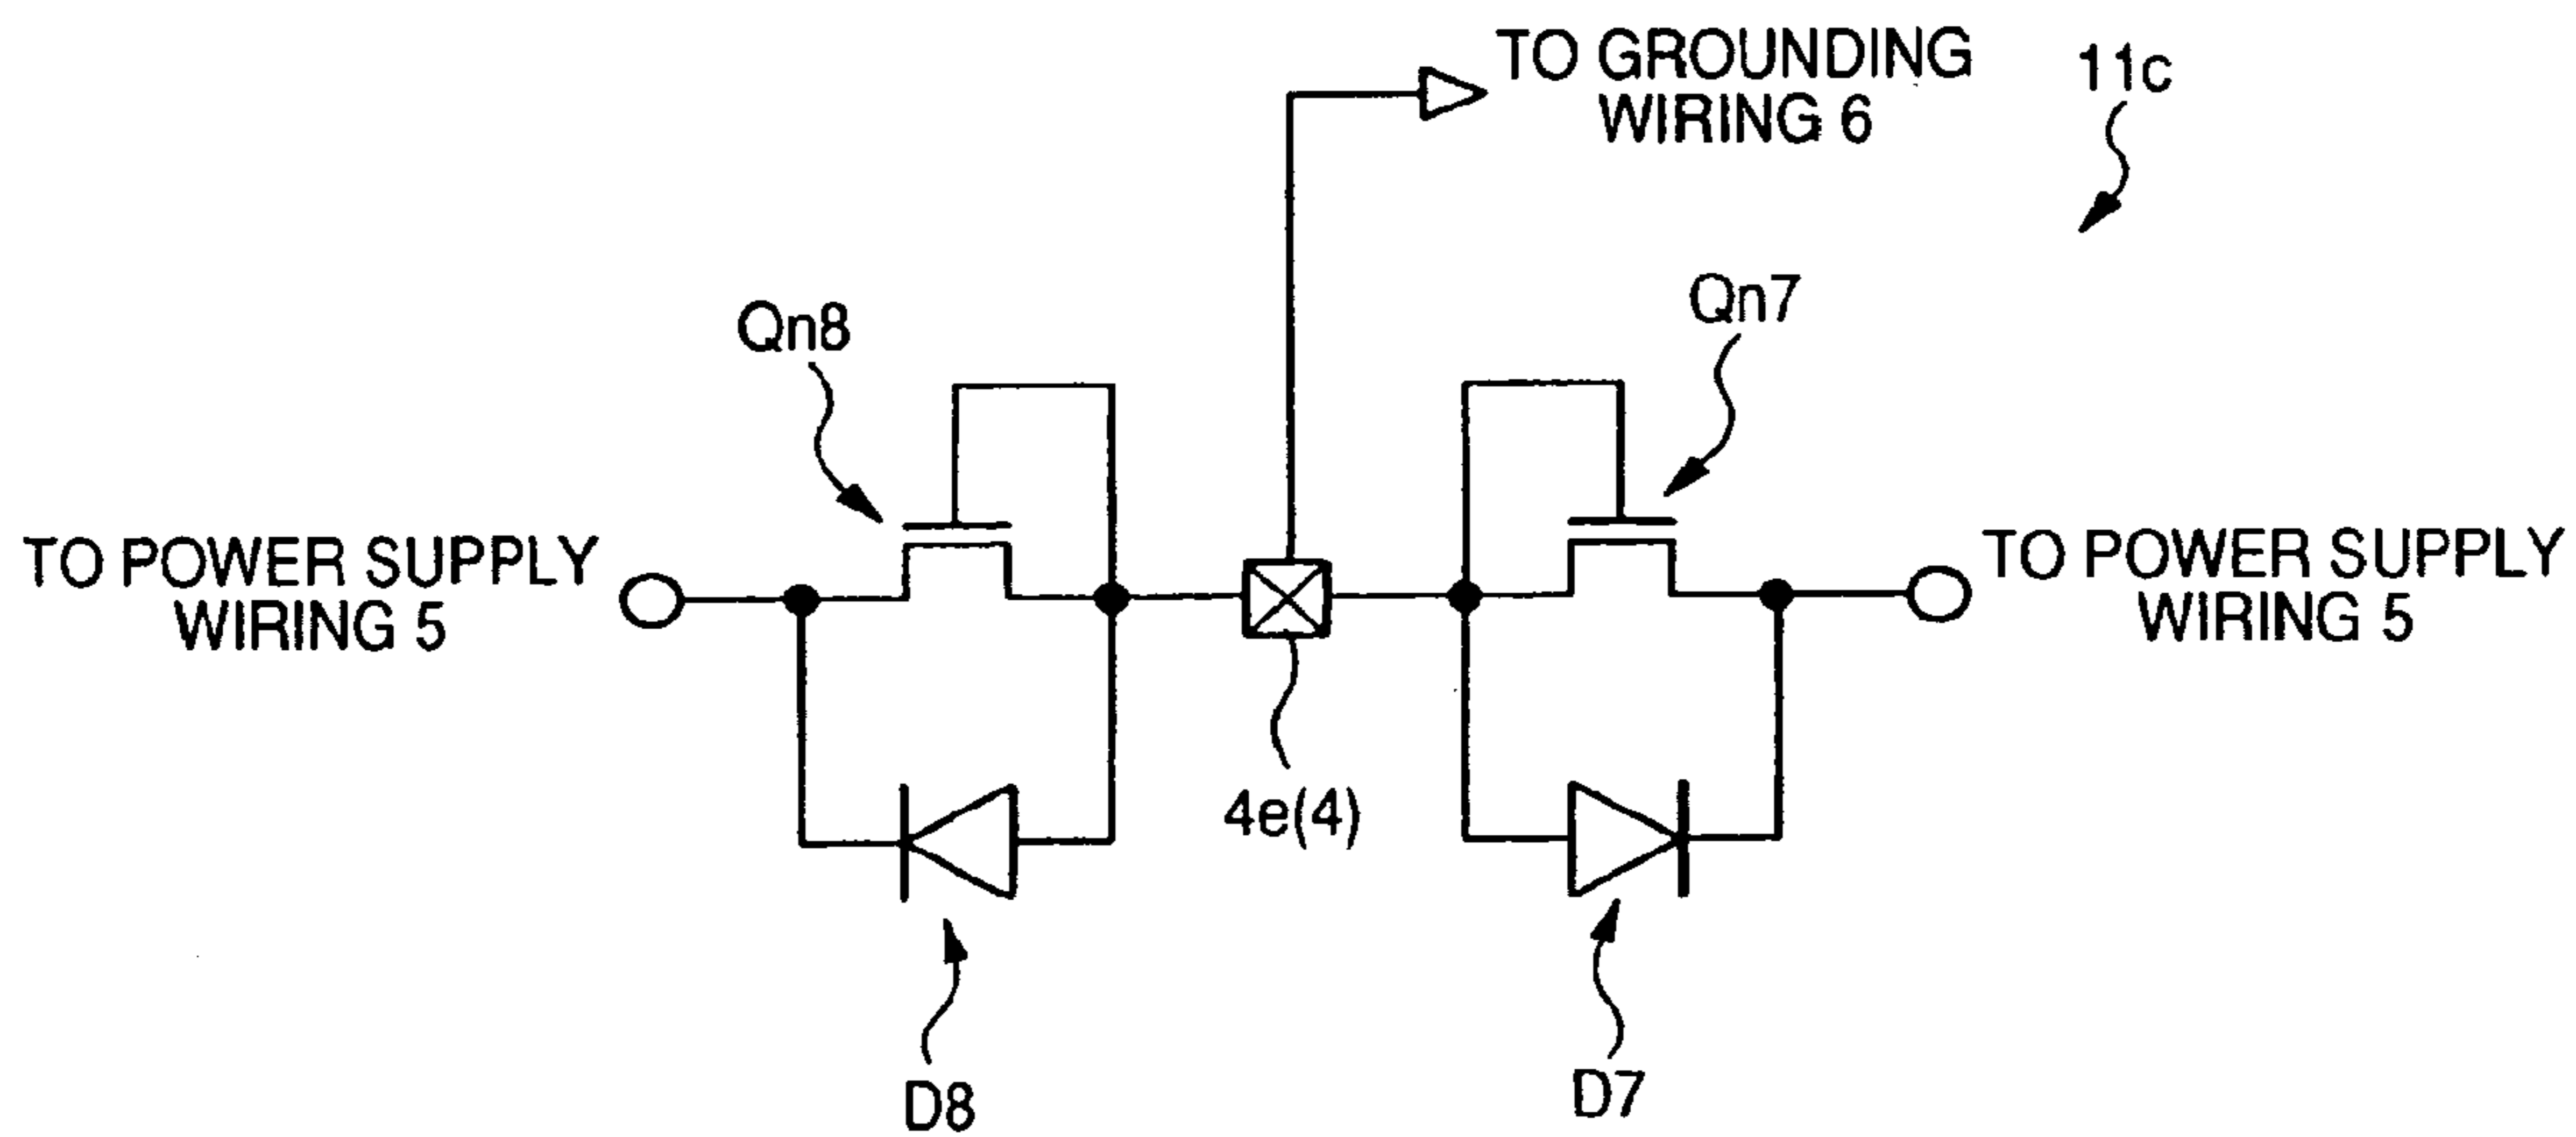 TO GROUNDING
WIRING 6
11c
Qn8
Qn7
TO POWER SUPPLY
WIRING 5
TO POWER SUPPLY
WIRING 5
4e(4)
D8
D7